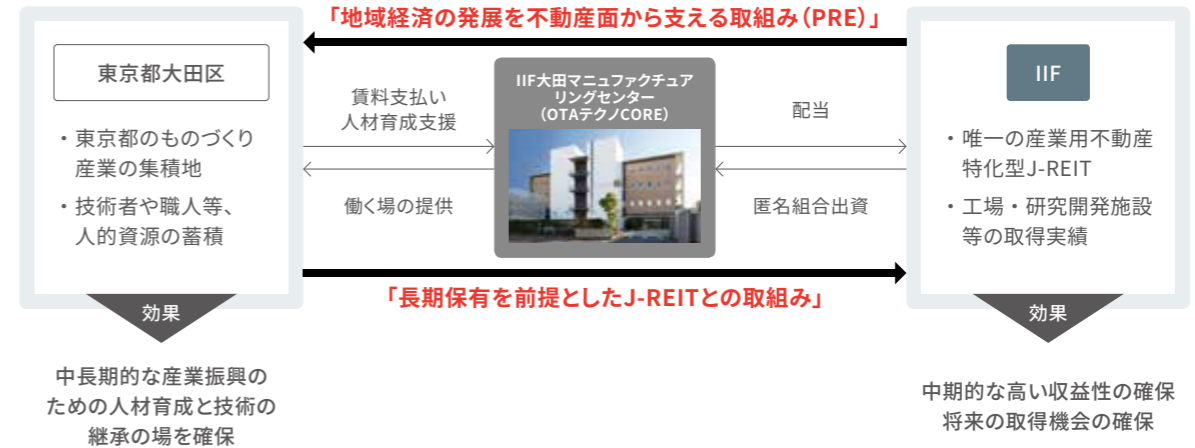 「地域経済の発展を不動産面から支える取組み（PRE）」
東京都大田区
・東京都のものづくり
産業の集積地
・技術者や職人等、
人的資源の蓄積
賃料支払い
人材育成支援
働く場の提供
IIF大田マニュファクチュア
リングセンター
（OTAテクノCORE）
配当
匿名組合出資
IIF
・唯一の産業用不動産
特化型J-REIT
・工場・研究開発施設
等の取得実績
「長期保有を前提としたJ-REITとの取組み」
効果
中長期的な産業振興の
ための人材育成と技術の
継承の場を確保
効果
中期的な高い収益性の確保
将来の取得機会の確保